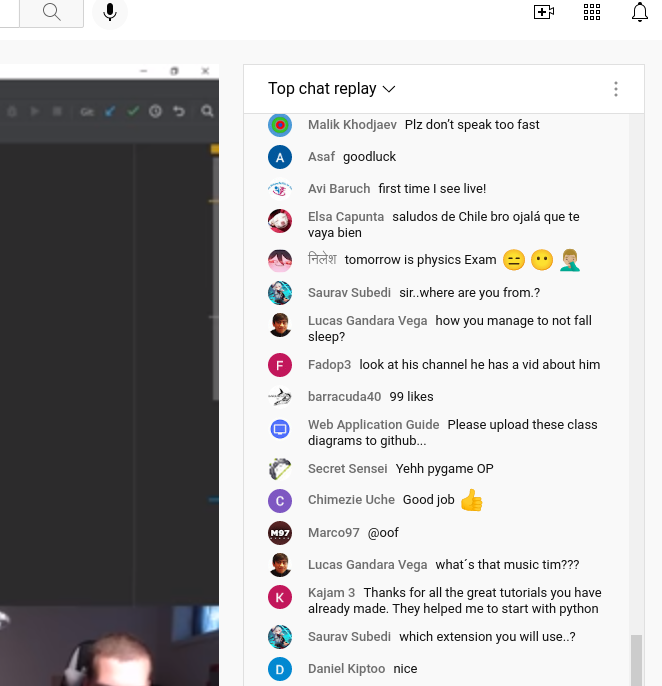 Git:
Top chat replay
Malik Khodjaev Plz don't speak too fast
A Asaf goodluck
Avi Baruch first time I see live!
Elsa Capunta saludos de Chile bro ojalá que te
vaya bien
निलेश tomorrow is physics Exam 😑 😶 🤦🏼‍♂️
Saurav Subedi sir..where are you from.?
Lucas Gandara Vega how you manage to not fall
sleep?
F Fadop3 look at his channel he has a vid about him
barracuda40 99 likes
Web Application Guide Please upload these class
diagrams to github...
Secret Sensei Yehh pygame OP
C Chimezie Uche Good job 👍
M97 Marco97 @oof
Lucas Gandara Vega what´s that music tim???
K Kajam 3 Thanks for all the great tutorials you have
already made. They helped me to start with python
Saurav Subedi which extension you will use..?
D Daniel Kiptoo nice